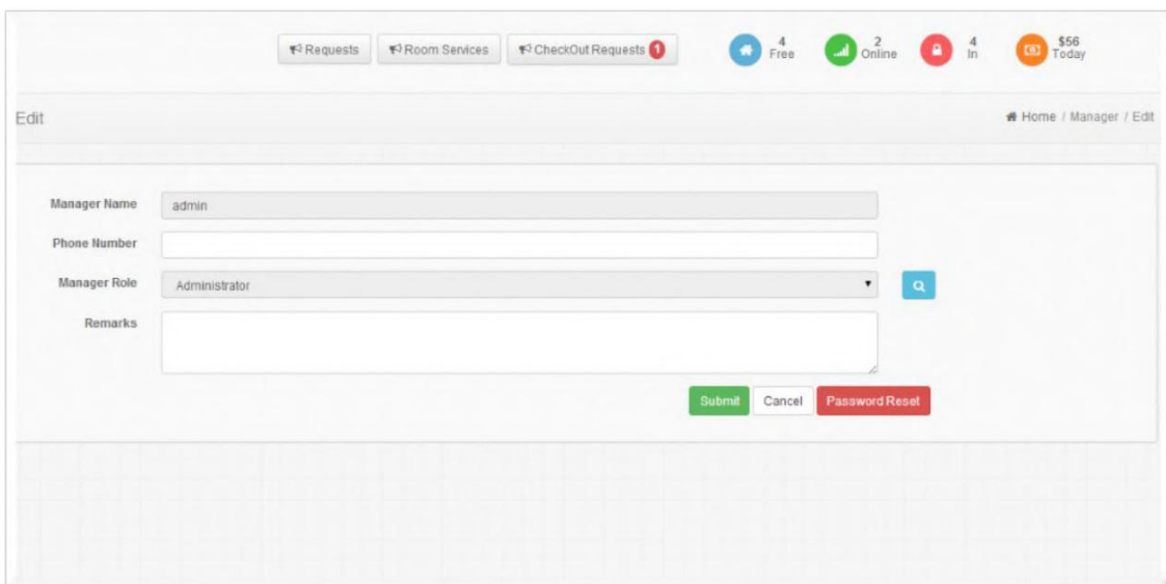 Requests Room Services CheckOut Requests 1 4 Free 2 Online 4 In $56 Today
Edit Home / Manager / Edit
Manager Name admin
Phone Number
Manager Role Administrator
Remarks
Submit Cancel Password Reset